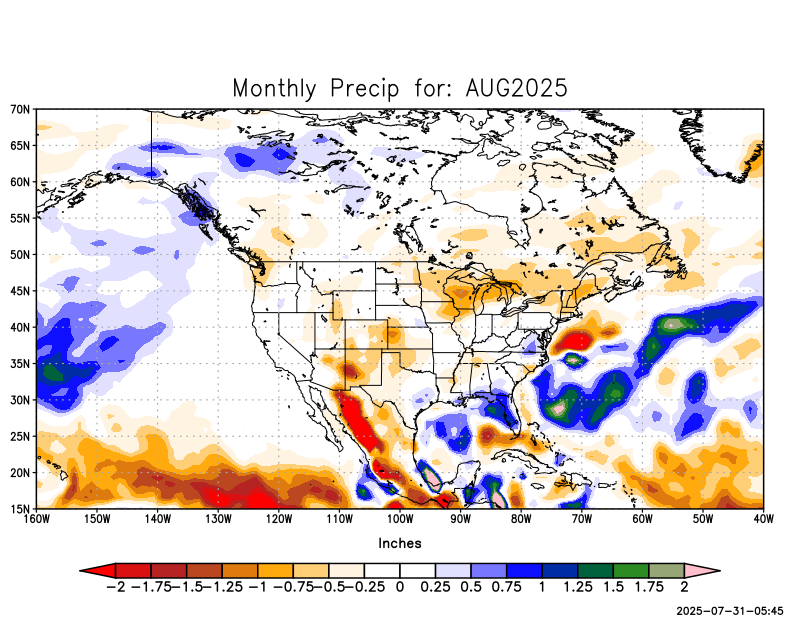 Monthly Precip for: AUG2025
70N
65N
60N
55N
50N
45N
40N
35N
30N
25N
20N
15N
160W 150W 140W 130W 120W 110W 100W 90W 80W 70W 60W 50W 40W
Inches
-2 -1.75 -1.5 -1.25 -1 -0.75 -0.5 -0.25 0 0.25 0.5 0.75 1 1.25 1.5 1.75 2
2025-07-31-05:45